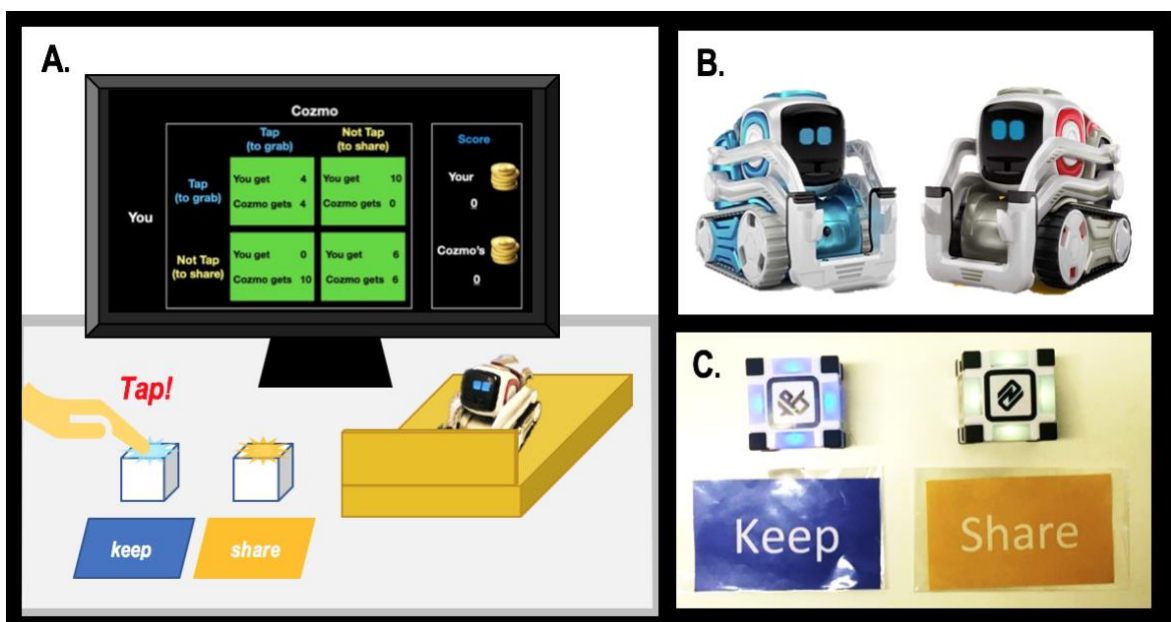 A.
Cozmo
Tap
(to grab)
Not Tap
(to share)
Score
You
Tap
(to grab)
You get 4
Cozmo gets 4
You get 10
Cozmo gets 0
Your
0
Not Tap
(to share)
You get 0
Cozmo gets 10
You get 6
Cozmo gets 6
Cozmo's
0
Tap!
keep
share
B.
C.
Keep
Share